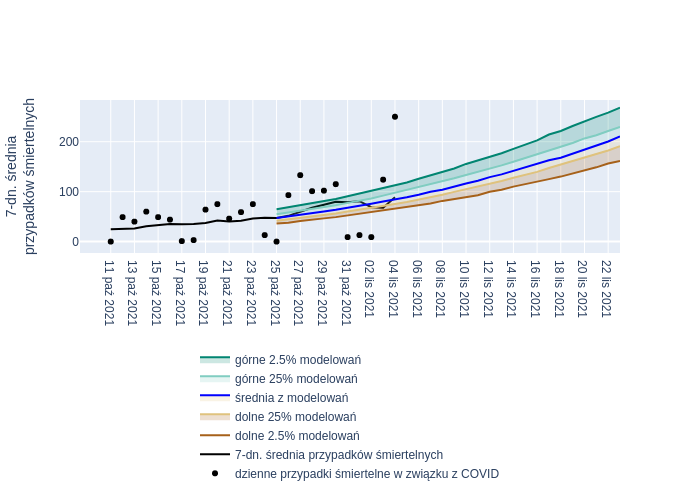 7-dn. średnia
przypadków śmiertelnych
200
100
0
11 paź 2021
13 paź 2021
15 paź 2021
17 paź 2021
19 paź 2021
21 paź 2021
23 paź 2021
25 paź 2021
27 paź 2021
29 paź 2021
31 paź 2021
02 lis 2021
04 lis 2021
06 lis 2021
08 lis 2021
10 lis 2021
12 lis 2021
14 lis 2021
16 lis 2021
18 lis 2021
20 lis 2021
22 lis 2021
górne 2.5% modelowań
górne 25% modelowań
średnia z modelowań
dolne 25% modelowań
dolne 2.5% modelowań
7-dn. średnia przypadków śmiertelnych
dzienne przypadki śmiertelne w związku z COVID